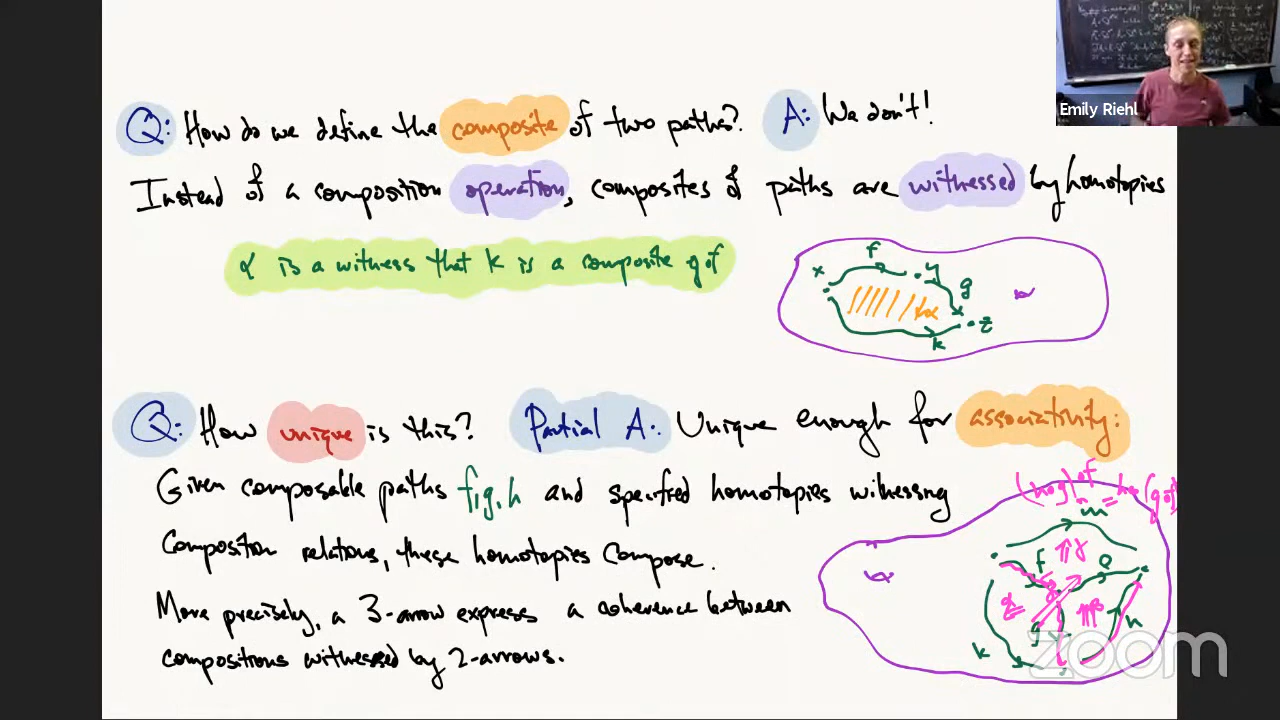 Q: How do we define the composite of two paths? A: We don't!
Instead of a composition operation, composites of paths are witnessed by homotopies
α is a witness that k is a composite g∘f
x f y g
α
z
k
Q: How unique is this? Partial A: Unique enough for associativity:
Given composable paths f,g,h and specified homotopies witnessing
composition relations, these homotopies compose.
More precisely, a 3-arrow express a coherence between
compositions witnessed by 2-arrows.
(h∘g)∘f = h∘(g∘f)
m
f γ ℓ
α g β h
k
Emily Riehl
zoom